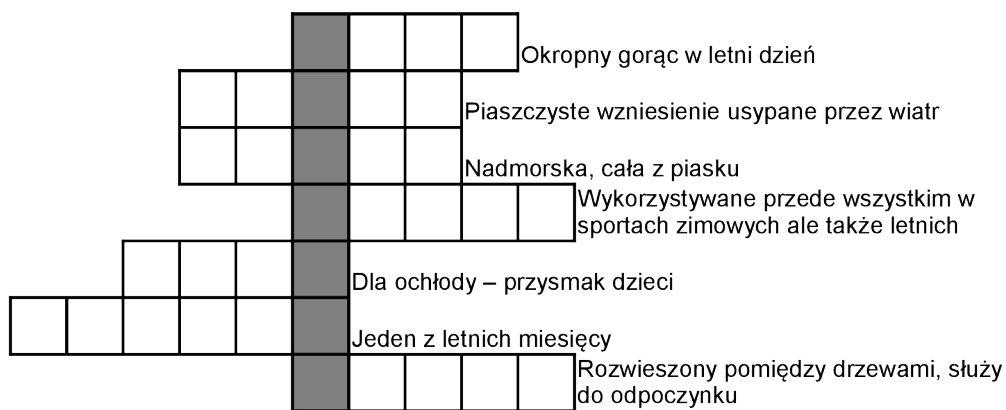 Okropny gorąc w letni dzień
Piaszczyste wzniesienie usypane przez wiatr
Nadmorska, cała z piasku
Wykorzystywane przede wszystkim w
sportach zimowych ale także letnich
Dla ochłody – przysmak dzieci
Jeden z letnich miesięcy
Rozwieszony pomiędzy drzewami, służy
do odpoczynku